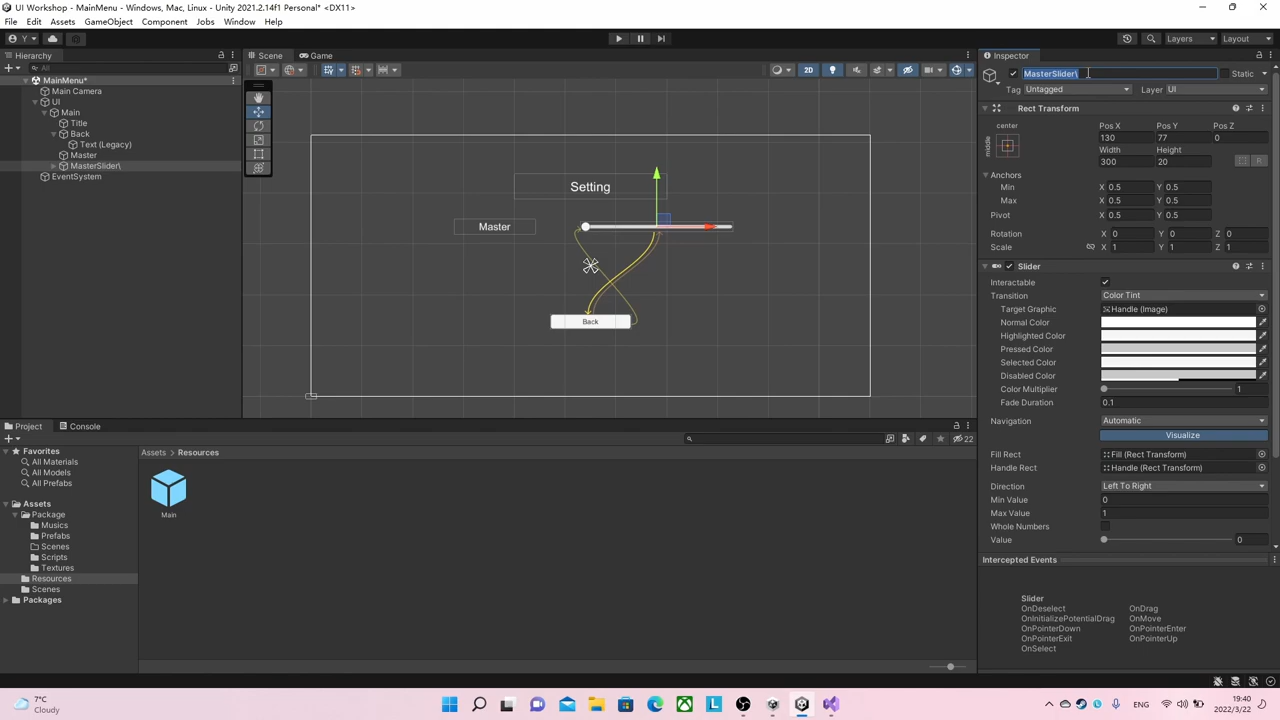 UI Workshop - MainMenu - Windows, Mac, Linux - Unity 2021.2.14f1 Personal* <DX11>
File Edit Assets GameObject Component Jobs Window Help
Y
Layers Layout
Hierarchy
All
MainMenu*
Main Camera
UI
Main
Title
Back
Text (Legacy)
Master
MasterSlider\
EventSystem
Scene Game
2D
Setting
Master
Back
Inspector
MasterSlider\ Static
Tag Untagged Layer UI
Rect Transform
center Pos X Pos Y Pos Z
middle 130 77 0
Width Height
300 20
R
Anchors
Min X 0.5 Y 0.5
Max X 0.5 Y 0.5
Pivot X 0.5 Y 0.5
Rotation X 0 Y 0 Z 0
Scale X 1 Y 1 Z 1
Slider
Interactable
Transition Color Tint
Target Graphic Handle (Image)
Normal Color
Highlighted Color
Pressed Color
Selected Color
Disabled Color
Color Multiplier 1
Fade Duration 0.1
Navigation Automatic
Visualize
Fill Rect Fill (Rect Transform)
Handle Rect Handle (Rect Transform)
Direction Left To Right
Min Value 0
Max Value 1
Whole Numbers
Value 0
Intercepted Events
Slider
OnDeselect OnDrag
OnInitializePotentialDrag OnMove
OnPointerDown OnPointerEnter
OnPointerExit OnPointerUp
OnSelect
Project Console
22
Favorites
All Materials
All Models
All Prefabs
Assets
Package
Musics
Prefabs
Scenes
Scripts
Textures
Resources
Scenes
Packages
Assets > Resources
Main
7°C
Cloudy
L
ENG
19:40
2022/3/22